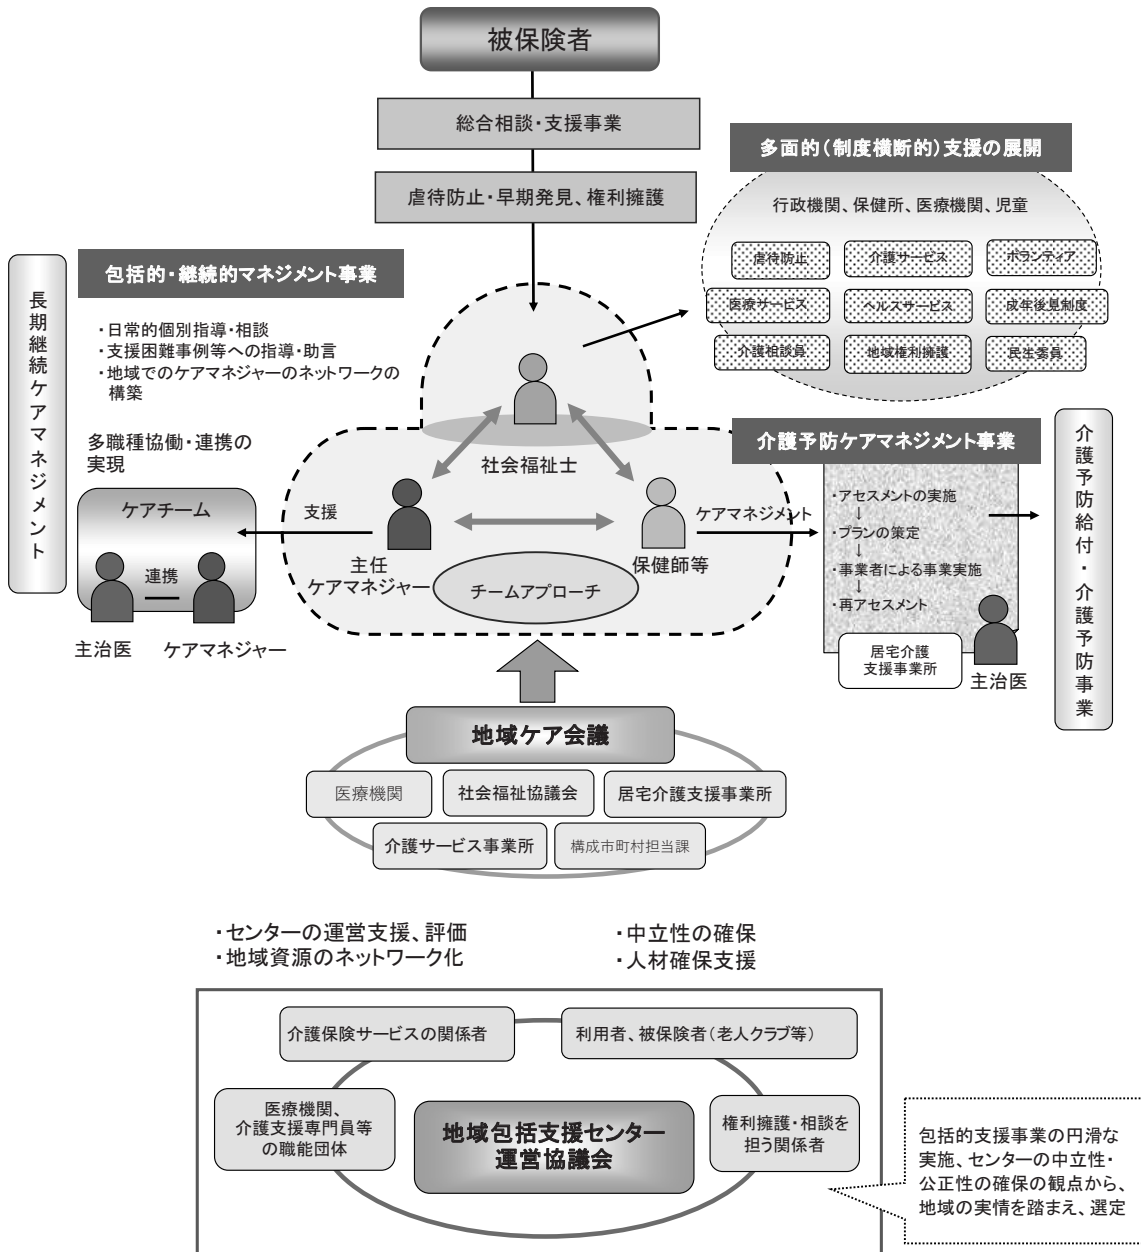 被保険者
総合相談・支援事業
虐待防止・早期発見、権利擁護
多面的（制度横断的）支援の展開
行政機関、保健所、医療機関、児童
虐待防止
介護サービス
ボランティア
医療サービス
ヘルスサービス
成年後見制度
介護相談員
地域権利擁護
民生委員
長期継続ケアマネジメント
包括的・継続的マネジメント事業
・日常的個別指導・相談
・支援困難事例等への指導・助言
・地域でのケアマネジャーのネットワークの
構築
多職種協働・連携の
実現
ケアチーム
連携
主治医
ケアマネジャー
支援
社会福祉士
主任
ケアマネジャー
保健師等
チームアプローチ
ケアマネジメント
介護予防ケアマネジメント事業
・アセスメントの実施
↓
・プランの策定
↓
・事業者による事業実施
↓
・再アセスメント
居宅介護
支援事業所
主治医
介護予防給付・介護予防事業
地域ケア会議
医療機関
社会福祉協議会
居宅介護支援事業所
介護サービス事業所
構成市町村担当課
・センターの運営支援、評価
・地域資源のネットワーク化
・中立性の確保
・人材確保支援
介護保険サービスの関係者
利用者、被保険者（老人クラブ等）
医療機関、
介護支援専門員等
の職能団体
地域包括支援センター
運営協議会
権利擁護・相談を
担う関係者
包括的支援事業の円滑な
実施、センターの中立性・
公正性の確保の観点から、
地域の実情を踏まえ、選定